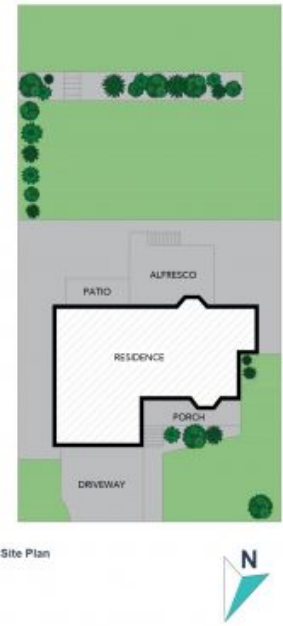 ALFRESCO
PATIO
RESIDENCE
PORCH
DRIVEWAY
Site Plan
N